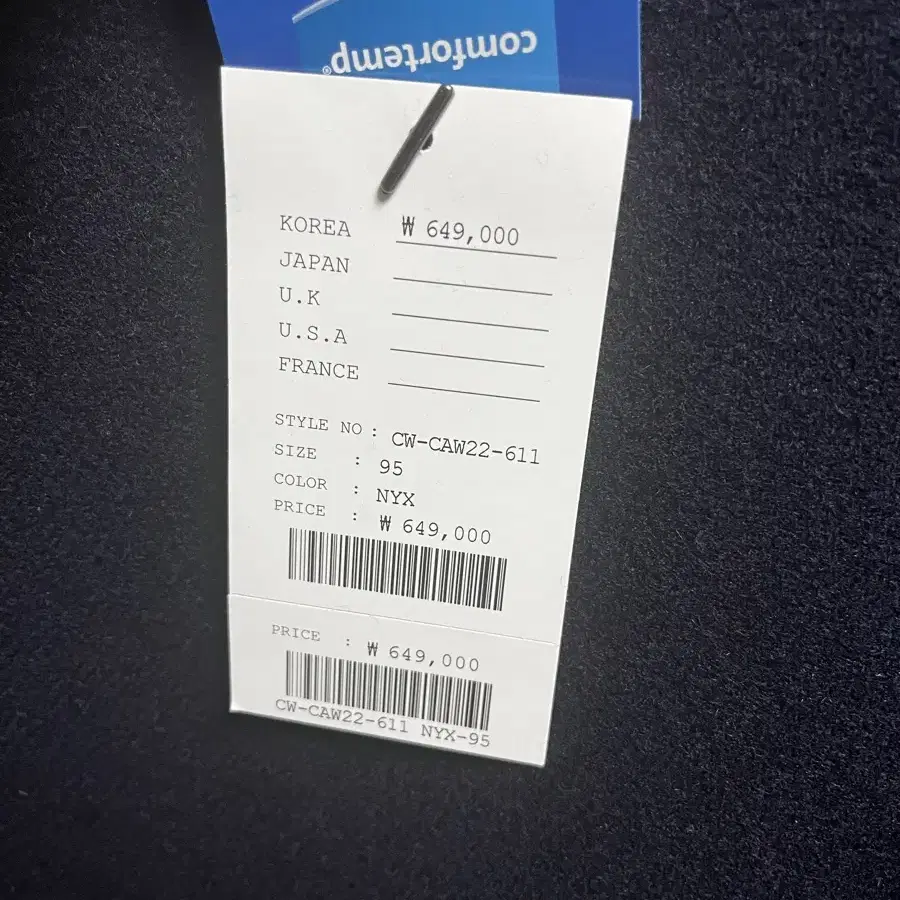 comfortemp®
KOREA ₩ 649,000
JAPAN
U.K
U.S.A
FRANCE
STYLE NO : CW-CAW22-611
SIZE : 95
COLOR : NYX
PRICE : ₩ 649,000
PRICE : ₩ 649,000
CW-CAW22-611 NYX-95